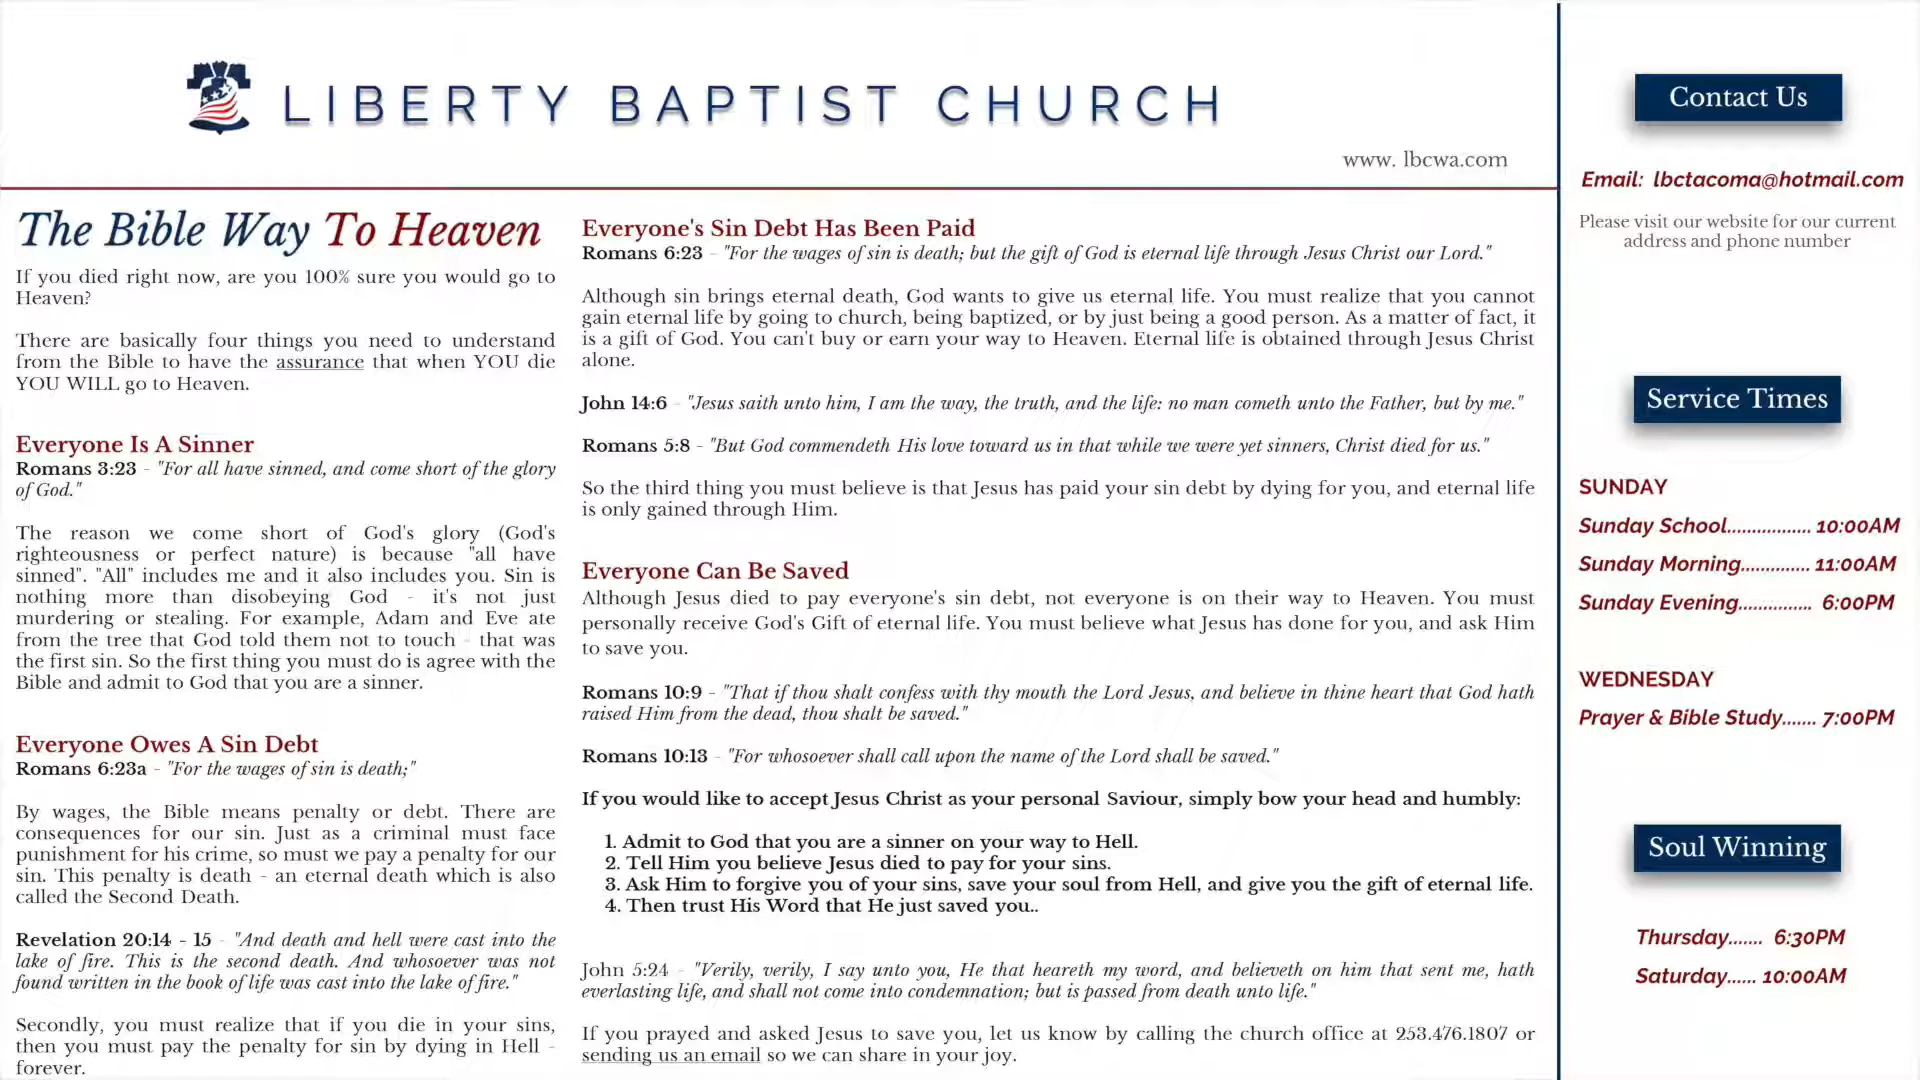 LIBERTY BAPTIST CHURCH
www. lbcwa.com
The Bible Way To Heaven
If you died right now, are you 100% sure you would go to
Heaven?
There are basically four things you need to understand
from the Bible to have the assurance that when YOU die
YOU WILL go to Heaven.
Everyone Is A Sinner
Romans 3:23 - "For all have sinned, and come short of the glory
of God."
The reason we come short of God's glory (God's
righteousness or perfect nature) is because "all have
sinned". "All" includes me and it also includes you. Sin is
nothing more than disobeying God - it's not just
murdering or stealing. For example, Adam and Eve ate
from the tree that God told them not to touch - that was
the first sin. So the first thing you must do is agree with the
Bible and admit to God that you are a sinner.
Everyone Owes A Sin Debt
Romans 6:23a - "For the wages of sin is death;"
By wages, the Bible means penalty or debt. There are
consequences for our sin. Just as a criminal must face
punishment for his crime, so must we pay a penalty for our
sin. This penalty is death - an eternal death which is also
called the Second Death.
Revelation 20:14 - 15 - "And death and hell were cast into the
lake of fire. This is the second death. And whosoever was not
found written in the book of life was cast into the lake of fire."
Secondly, you must realize that if you die in your sins,
then you must pay the penalty for sin by dying in Hell -
forever.
Everyone's Sin Debt Has Been Paid
Romans 6:23 - "For the wages of sin is death; but the gift of God is eternal life through Jesus Christ our Lord."
Although sin brings eternal death, God wants to give us eternal life. You must realize that you cannot
gain eternal life by going to church, being baptized, or by just being a good person. As a matter of fact, it
is a gift of God. You can't buy or earn your way to Heaven. Eternal life is obtained through Jesus Christ
alone.
John 14:6 - "Jesus saith unto him, I am the way, the truth, and the life: no man cometh unto the Father, but by me."
Romans 5:8 - "But God commendeth His love toward us in that while we were yet sinners, Christ died for us."
So the third thing you must believe is that Jesus has paid your sin debt by dying for you, and eternal life
is only gained through Him.
Everyone Can Be Saved
Although Jesus died to pay everyone's sin debt, not everyone is on their way to Heaven. You must
personally receive God's Gift of eternal life. You must believe what Jesus has done for you, and ask Him
to save you.
Romans 10:9 - "That if thou shalt confess with thy mouth the Lord Jesus, and believe in thine heart that God hath
raised Him from the dead, thou shalt be saved."
Romans 10:13 - "For whosoever shall call upon the name of the Lord shall be saved."
If you would like to accept Jesus Christ as your personal Saviour, simply bow your head and humbly:
1. Admit to God that you are a sinner on your way to Hell.
2. Tell Him you believe Jesus died to pay for your sins.
3. Ask Him to forgive you of your sins, save your soul from Hell, and give you the gift of eternal life.
4. Then trust His Word that He just saved you..
John 5:24 - "Verily, verily, I say unto you, He that heareth my word, and believeth on him that sent me, hath
everlasting life, and shall not come into condemnation; but is passed from death unto life."
If you prayed and asked Jesus to save you, let us know by calling the church office at 253.476.1807 or
sending us an email so we can share in your joy.
Contact Us
Email: lbctacoma@hotmail.com
Please visit our website for our current
address and phone number
Service Times
SUNDAY
Sunday School................ 10:00AM
Sunday Morning............. 11:00AM
Sunday Evening.............. 6:00PM
WEDNESDAY
Prayer & Bible Study....... 7:00PM
Soul Winning
Thursday....... 6:30PM
Saturday...... 10:00AM